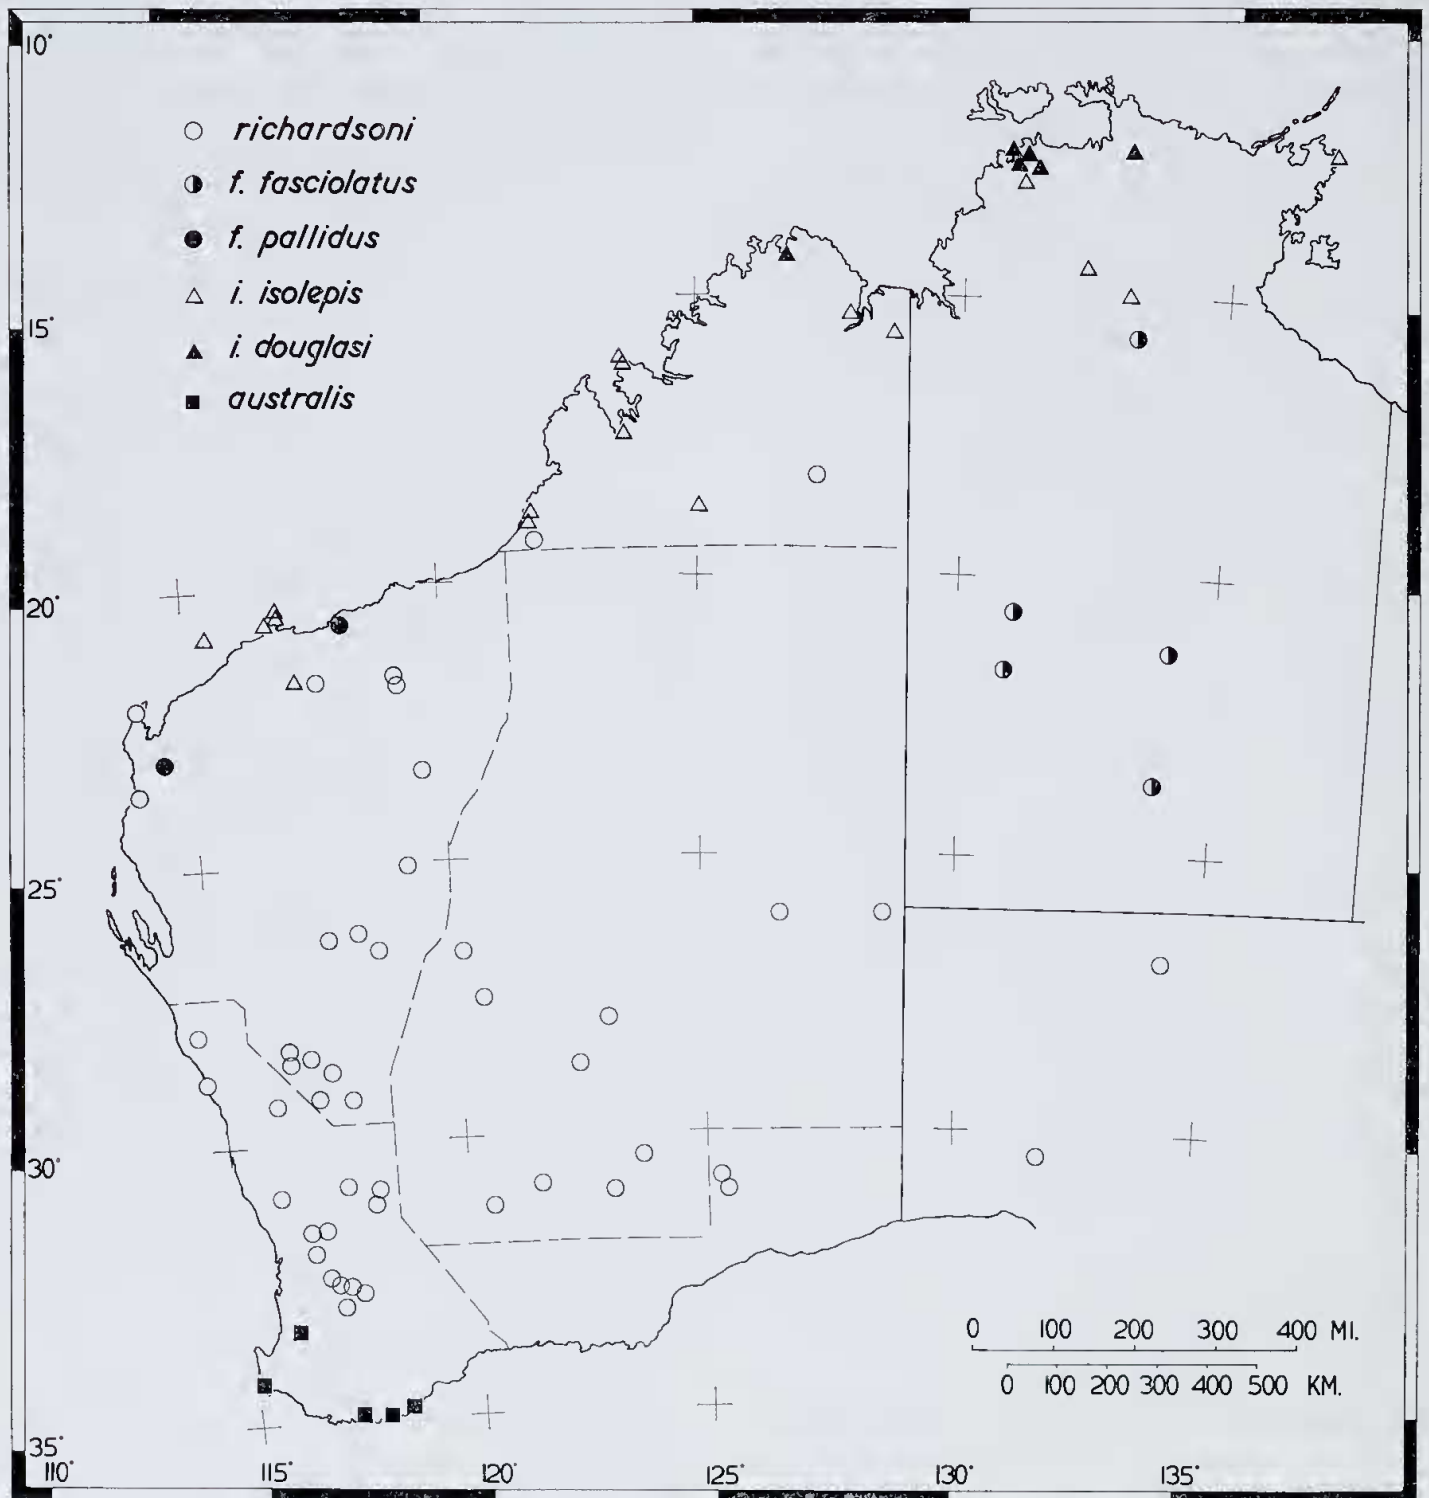 10°
richardsoni
f. fasciolatus
f. pallidus
i. isolepis
i. douglasi
australis
15°
20°
25°
30°
35°
0 100 200 300 400 MI.
0 100 200 300 400 500 KM.
110° 115° 120° 125° 130° 135°